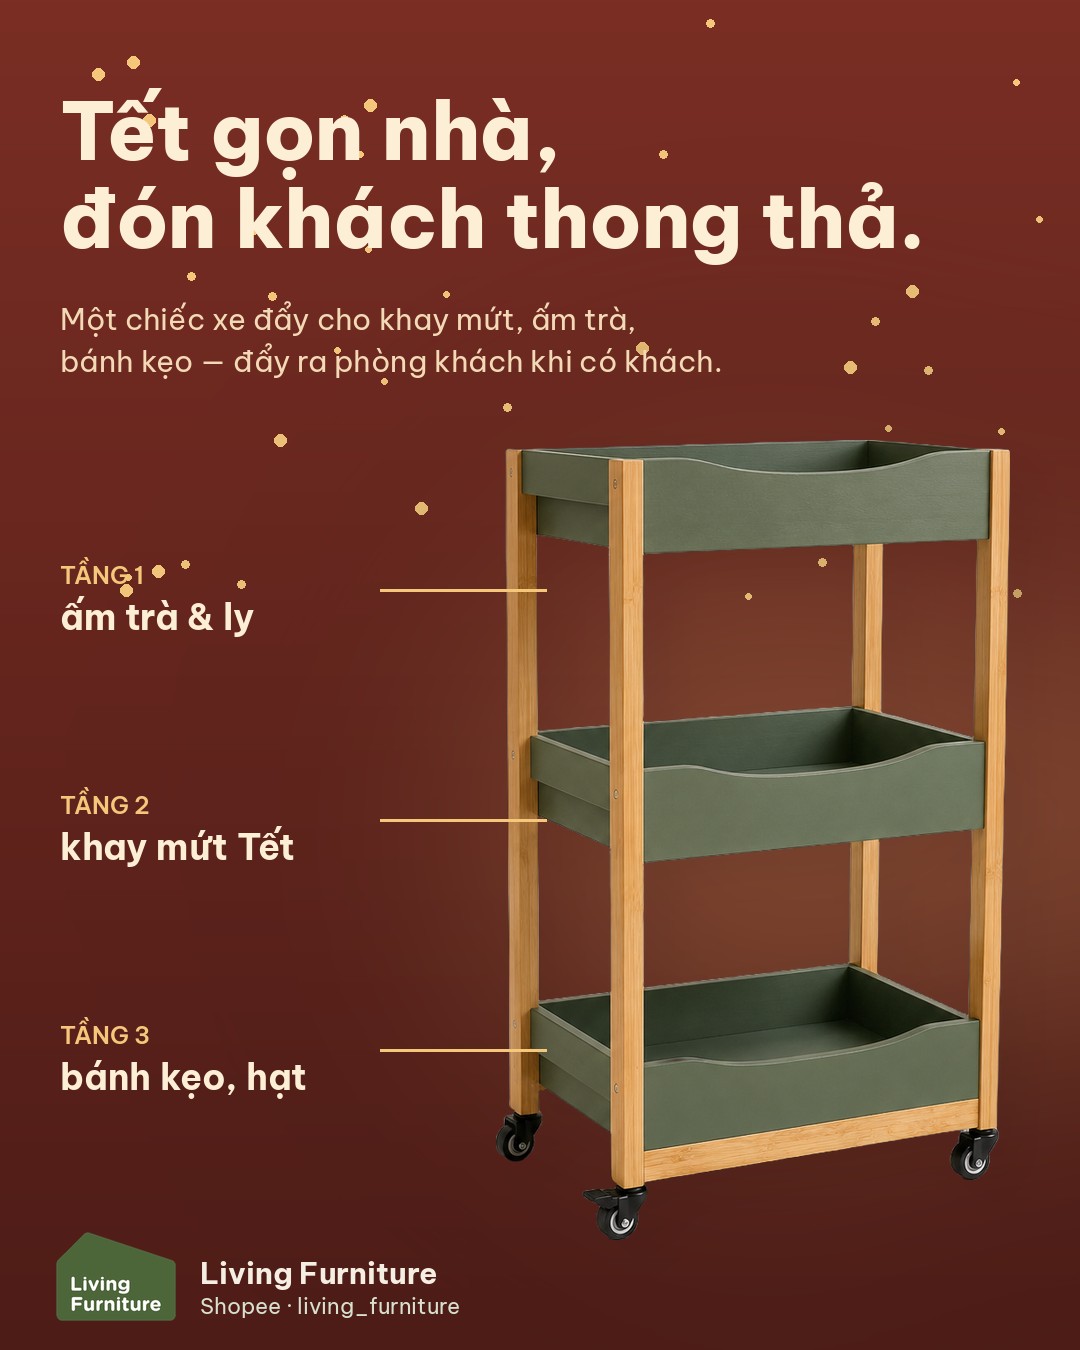 Tết gọn nhà,
đón khách thong thả.
Một chiếc xe đẩy cho khay mứt, ấm trà,
bánh kẹo — đẩy ra phòng khách khi có khách.
TẦNG 1
ấm trà & ly
TẦNG 2
khay mứt Tết
TẦNG 3
bánh kẹo, hạt
Living
Furniture
Living Furniture
Shopee · living_furniture